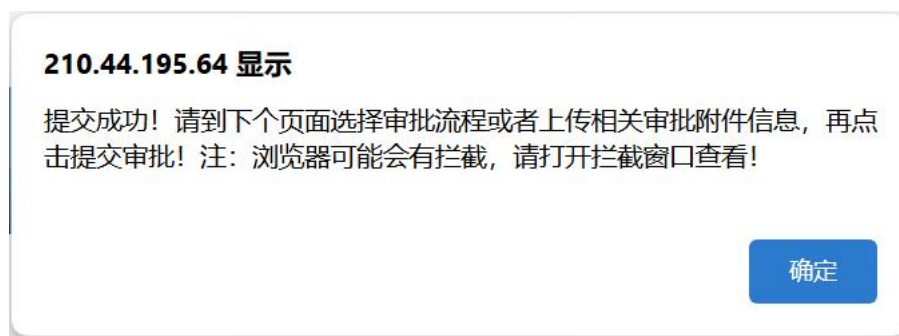 210.44.195.64 显示
提交成功！请到下个页面选择审批流程或者上传相关审批附件信息，再点
击提交审批！注：浏览器可能会有拦截，请打开拦截窗口查看！
确定